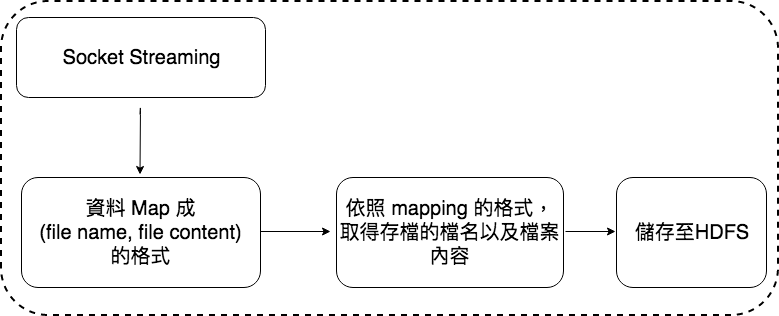 Socket Streaming
資料 Map 成
(file name, file content)
的格式
依照 mapping 的格式，
取得存檔的檔名以及檔案
內容
儲存至HDFS